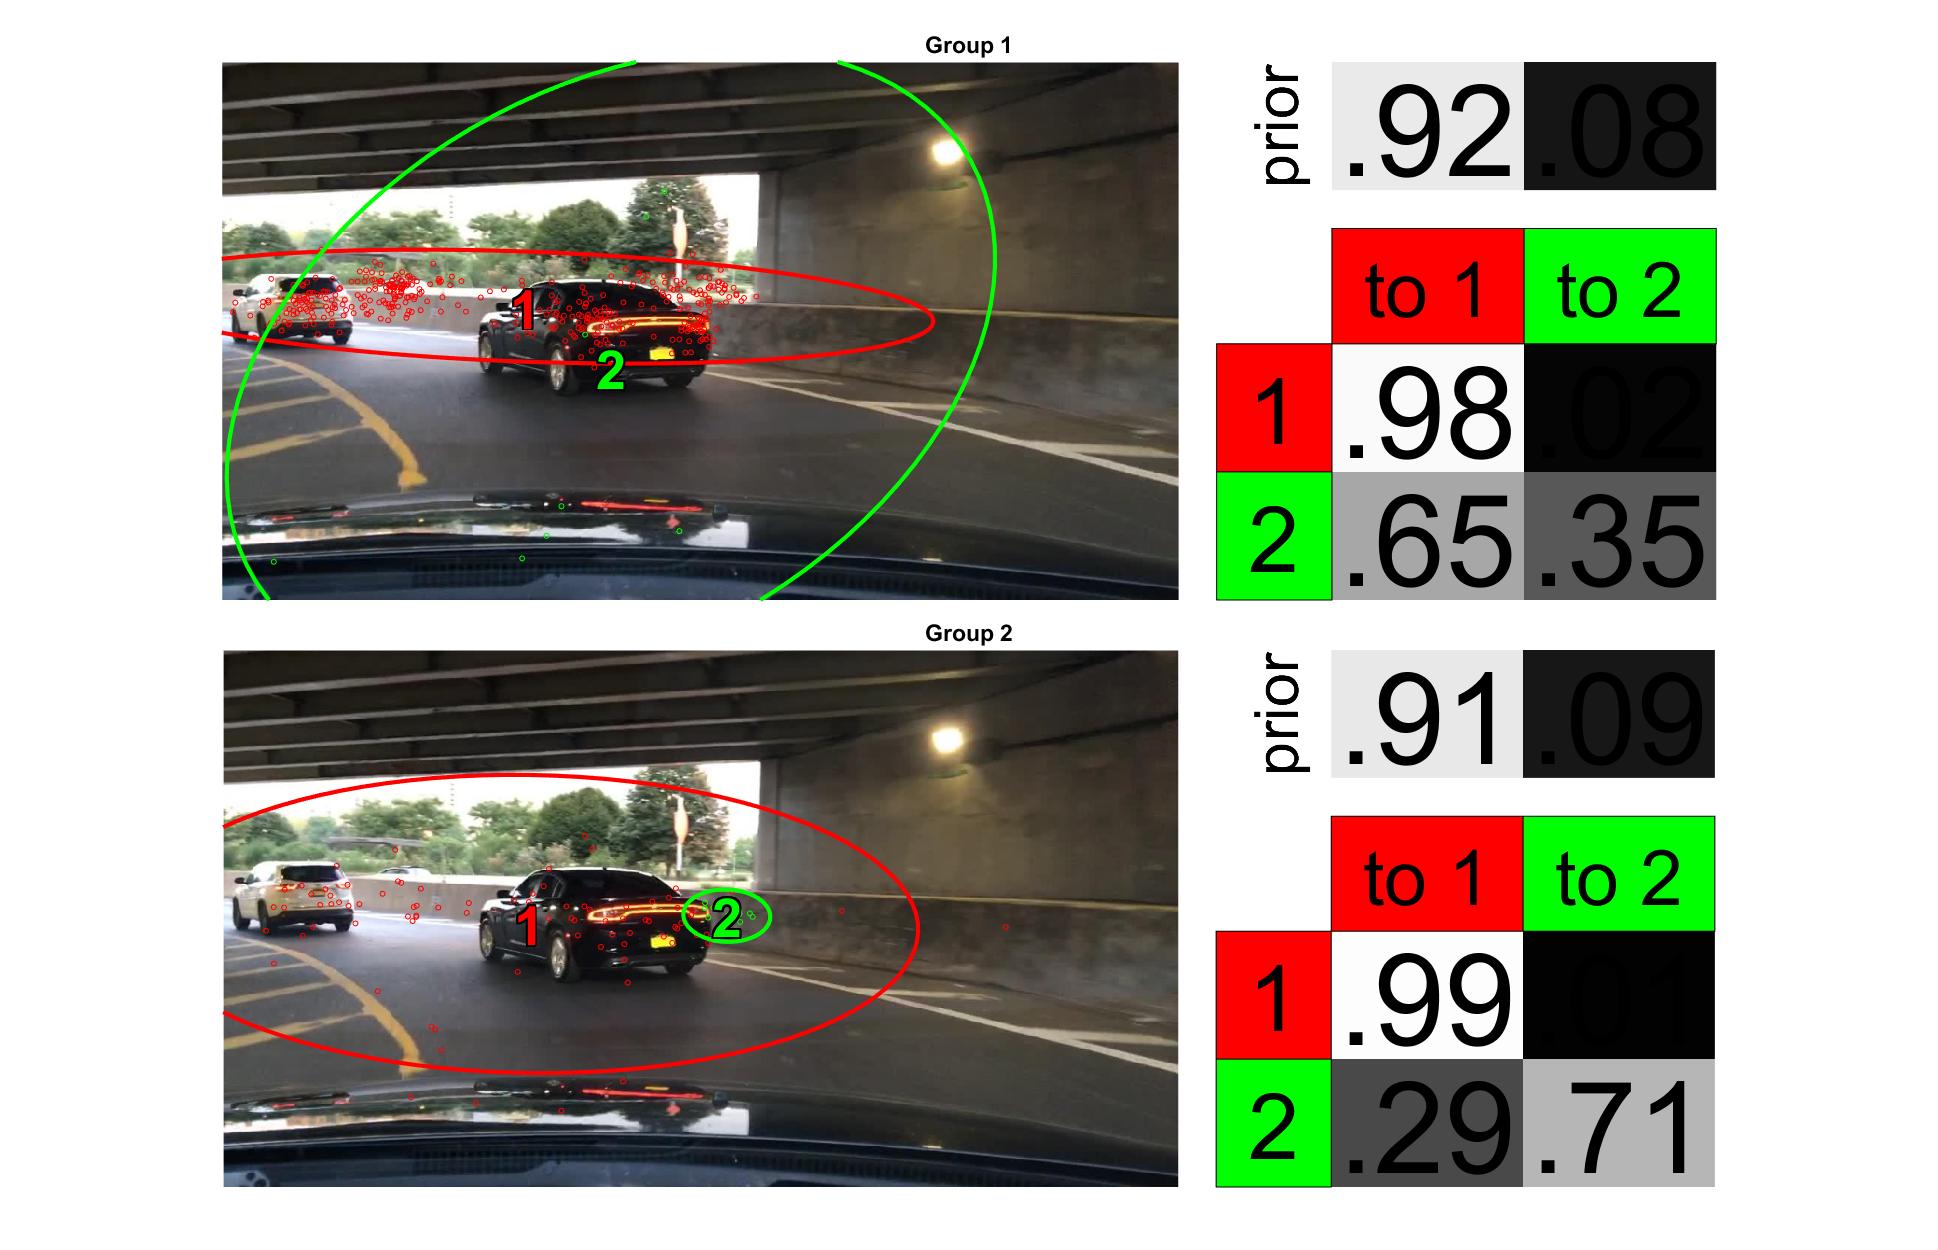 Group 1
prior
.92 .08
to 1 to 2
1 .98 .02
2 .65 .35
1
2
Group 2
prior
.91 .09
to 1 to 2
1 .99 .01
2 .29 .71
1
2